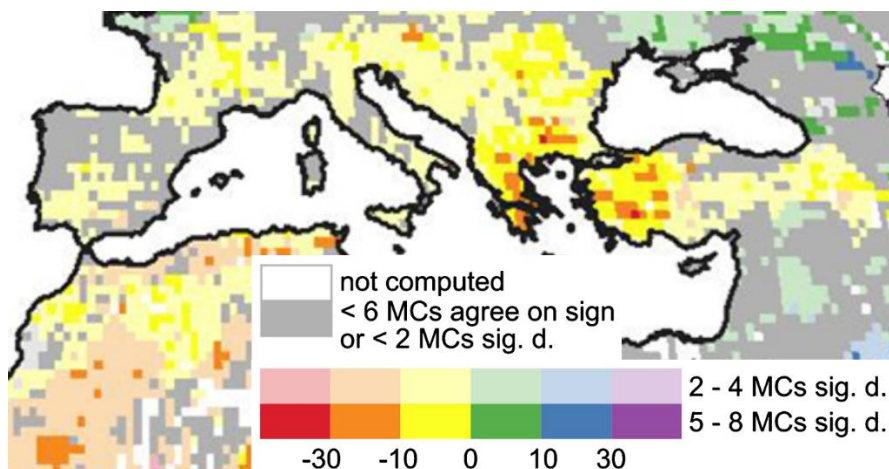 not computed
< 6 MCs agree on sign
or < 2 MCs sig. d.
2 - 4 MCs sig. d.
5 - 8 MCs sig. d.
-30 -10 0 10 30